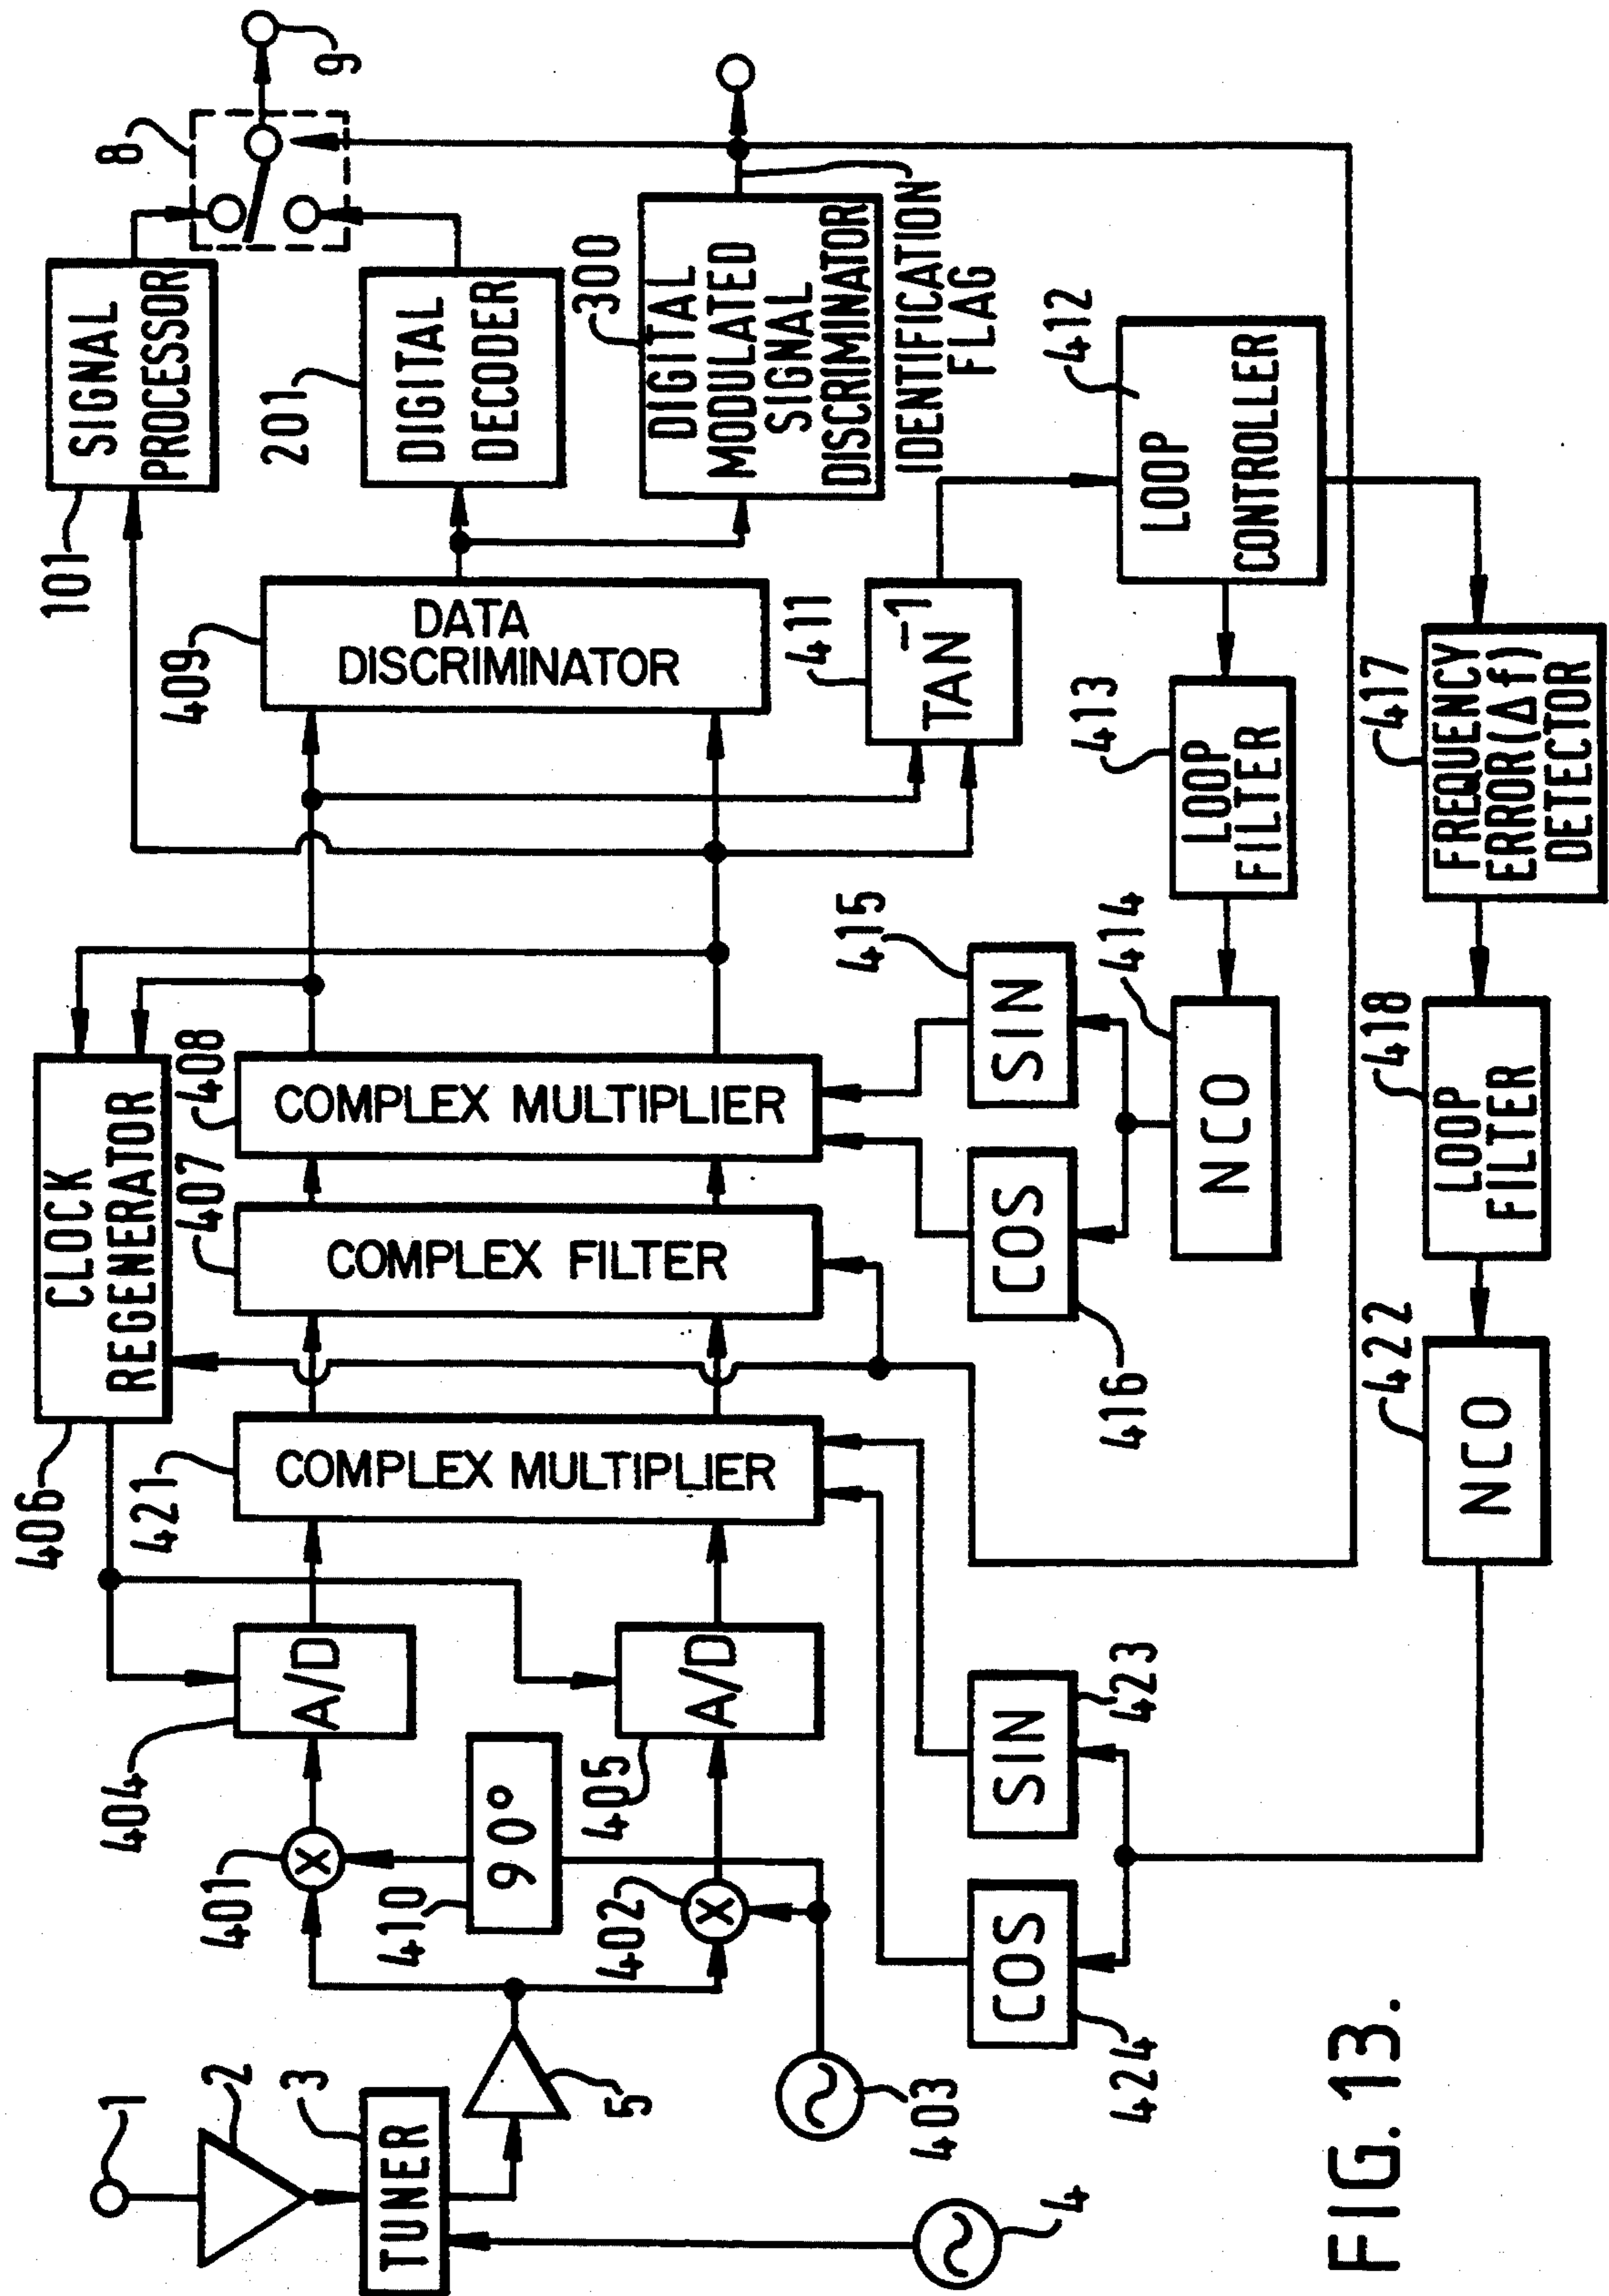 1
2
3
TUNER
4
5
401
410
90°
402
403
404
A/D
405
A/D
406
CLOCK
REGENERATOR
421
COMPLEX MULTIPLIER
407
COMPLEX FILTER
408
COMPLEX MULTIPLIER
409
DATA
DISCRIMINATOR
101
SIGNAL
PROCESSOR
201
DIGITAL
DECODER
8
9
300
DIGITAL
MODULATED
SIGNAL
DISCRIMINATOR
IDENTIFICATION
FLAG
411
TAN⁻¹
412
LOOP
CONTROLLER
413
LOOP
FILTER
414
NCO
415
SIN
COS
416
417
FREQUENCY
ERROR(Δf)
DETECTOR
418
LOOP
FILTER
422
NCO
SIN
423
COS
424
FIG. 13.